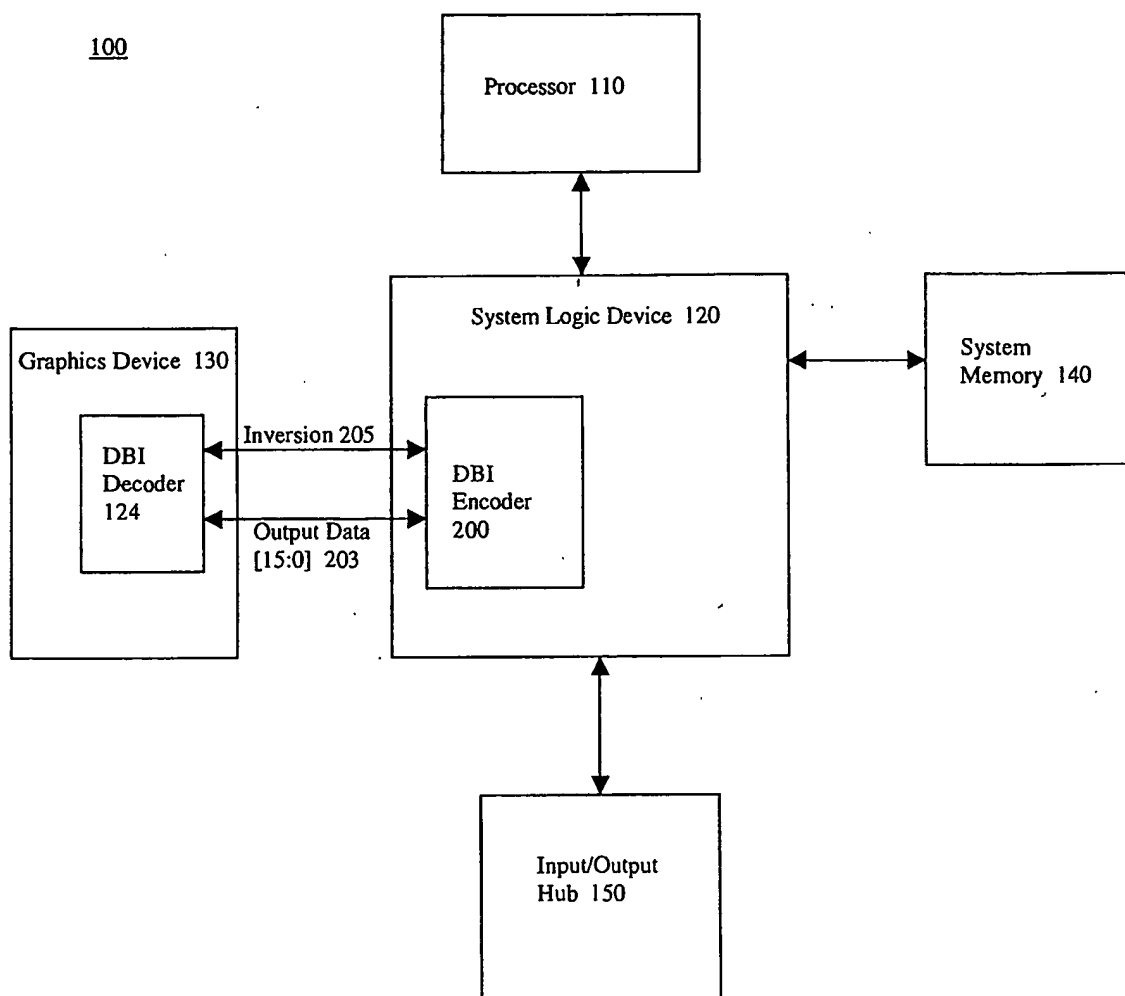 100
Processor 110
System Logic Device 120
Graphics Device 130
System
Memory 140
Inversion 205
DBI
Decoder
124
DBI
Encoder
200
Output Data
[15:0] 203
Input/Output
Hub 150